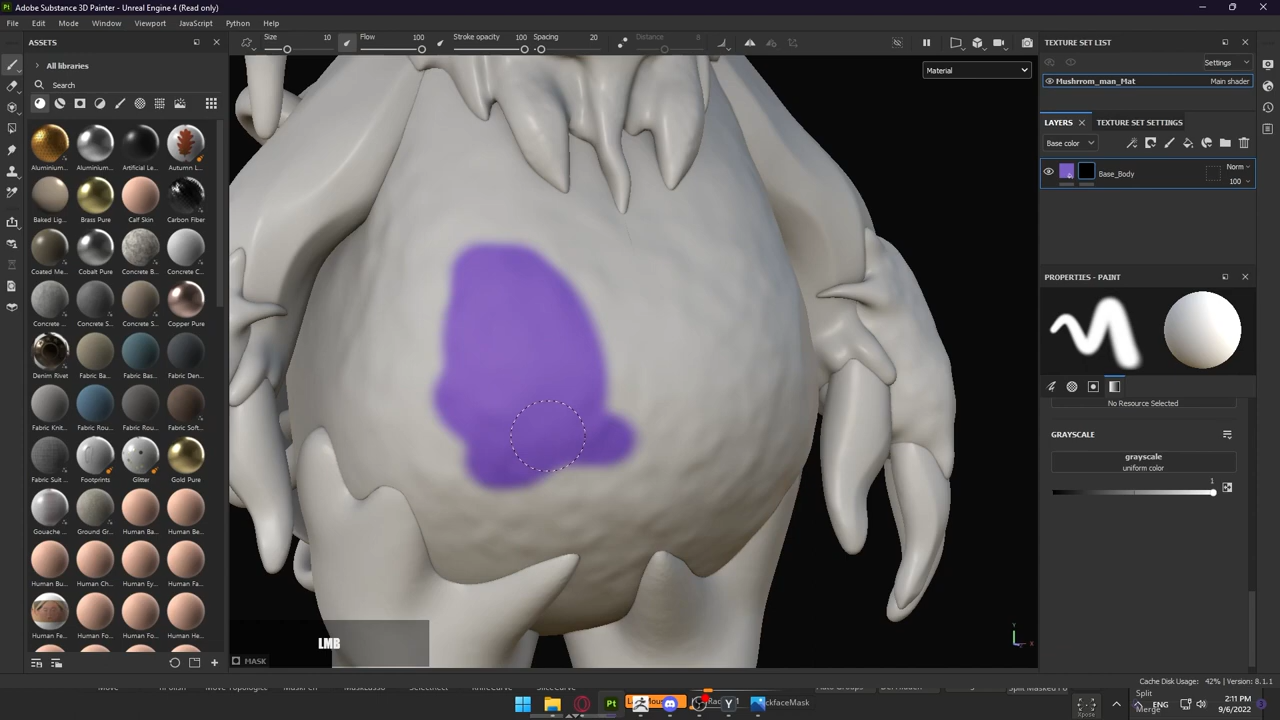 Adobe Substance 3D Painter - Unreal Engine 4 (Read only)
File Edit Mode Window Viewport JavaScript Python Help
ASSETS
All libraries
Search
Aluminium... Aluminium... Artificial Le... Autumn L...
Baked Lig... Brass Pure Calf Skin Carbon Fiber
Coated Me... Cobalt Pure Concrete B... Concrete C...
Concrete ... Concrete S... Concrete S... Copper Pure
Denim Rivet Fabric Ba... Fabric Bas... Fabric Den...
Fabric Knit... Fabric Rou... Fabric Rou... Fabric Soft...
Fabric Suit ... Footprints Glitter Gold Pure
Gouache ... Ground Gr... Human Ba... Human Be...
Human Bu... Human Ch... Human Ey... Human Fa...
Human Fe... Human Fo... Human Fo... Human He...
Size 10 Flow 100 Stroke opacity 100 Spacing 20 Distance 8
Material
LMB
MASK
TEXTURE SET LIST
Settings
Mushrrom_man_Mat Main shader
LAYERS TEXTURE SET SETTINGS
Base color
Base_Body Norm
100
PROPERTIES - PAINT
No Resource Selected
GRAYSCALE
grayscale
uniform color
1
Y
X
Cache Disk Usage: 42% | Version: 8.1.1
ckfaceMask
Xpose
Split
Merge
ENG
11 PM
9/6/2022